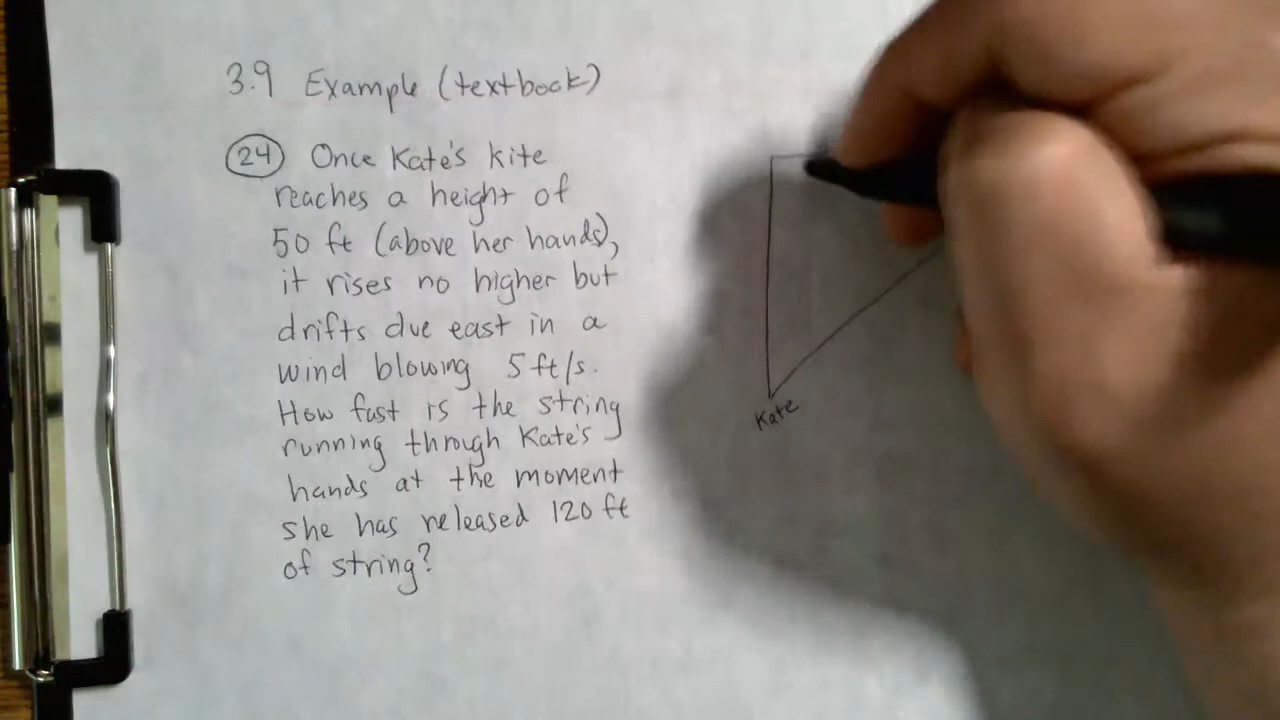 3.9 Example (textbook)
24 Once Kate's kite
reaches a height of
50 ft (above her hands),
it rises no higher but
drifts due east in a
wind blowing 5 ft/s.
How fast is the string
running through Kate's
hands at the moment
she has released 120 ft
of string?
Kate